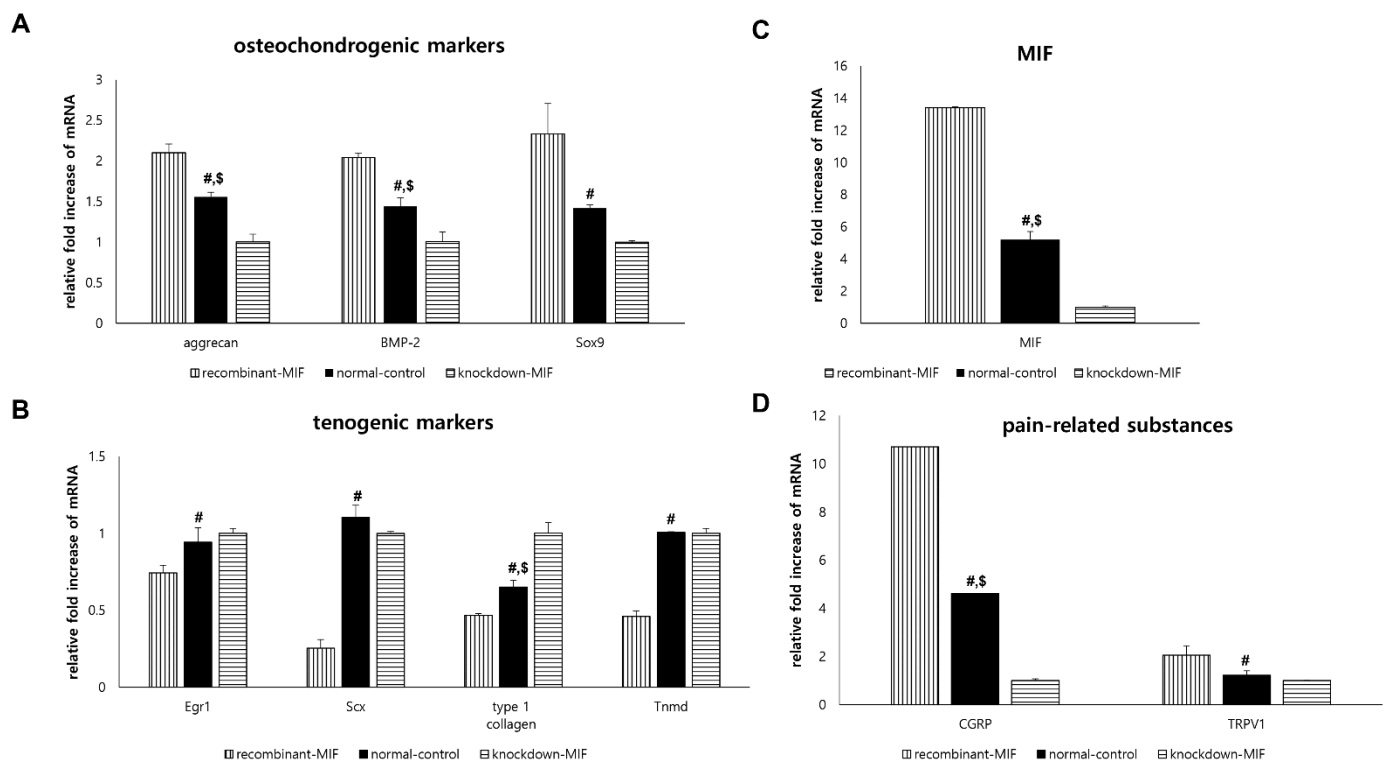 A
osteochondrogenic markers
relative fold increase of mRNA
3
2.5
2
1.5
1
0.5
0
#,$
#,$
#
aggrecan
BMP-2
Sox9
recombinant-MIF
normal-control
knockdown-MIF
B
tenogenic markers
relative fold increase of mRNA
1.5
1
0.5
0
#
#
#,$
#
Egr1
Scx
type 1
collagen
Tnmd
recombinant-MIF
normal-control
knockdown-MIF
C
MIF
relative fold increase of mRNA
16
14
12
10
8
6
4
2
0
#,$
MIF
recombinant-MIF
normal-control
knockdown-MIF
D
pain-related substances
relative fold increase of mRNA
12
10
8
6
4
2
0
#,$
#
CGRP
TRPV1
recombinant-MIF
normal-control
knockdown-MIF